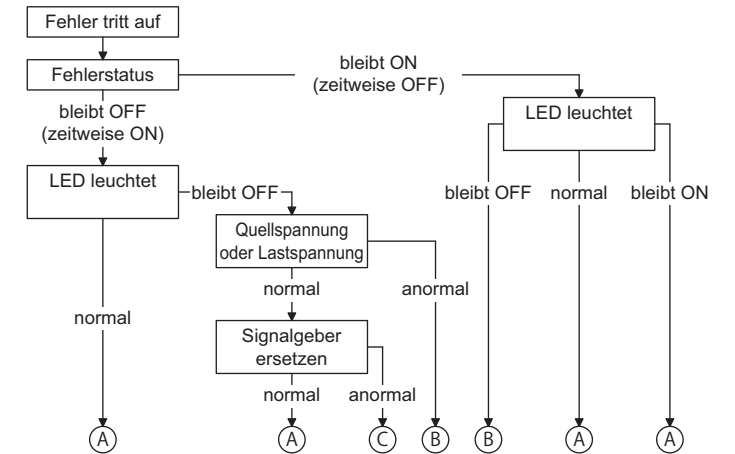 Fehler tritt auf
Fehlerstatus
bleibt ON
(zeitweise OFF)
bleibt OFF
(zeitweise ON)
LED leuchtet
LED leuchtet
bleibt OFF
bleibt OFF
normal
bleibt ON
Quellspannung
oder Lastspannung
normal
anormal
normal
Signalgeber
ersetzen
normal
anormal
A
A
C
B
B
A
A